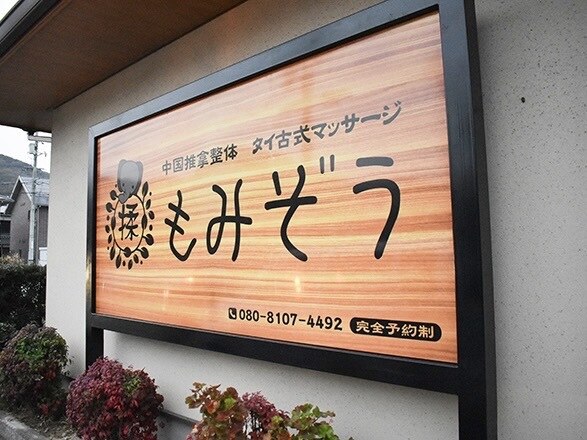 中国推拿整体 タイ古式マッサージ
揉
もみぞう
080-8107-4492 完全予約制